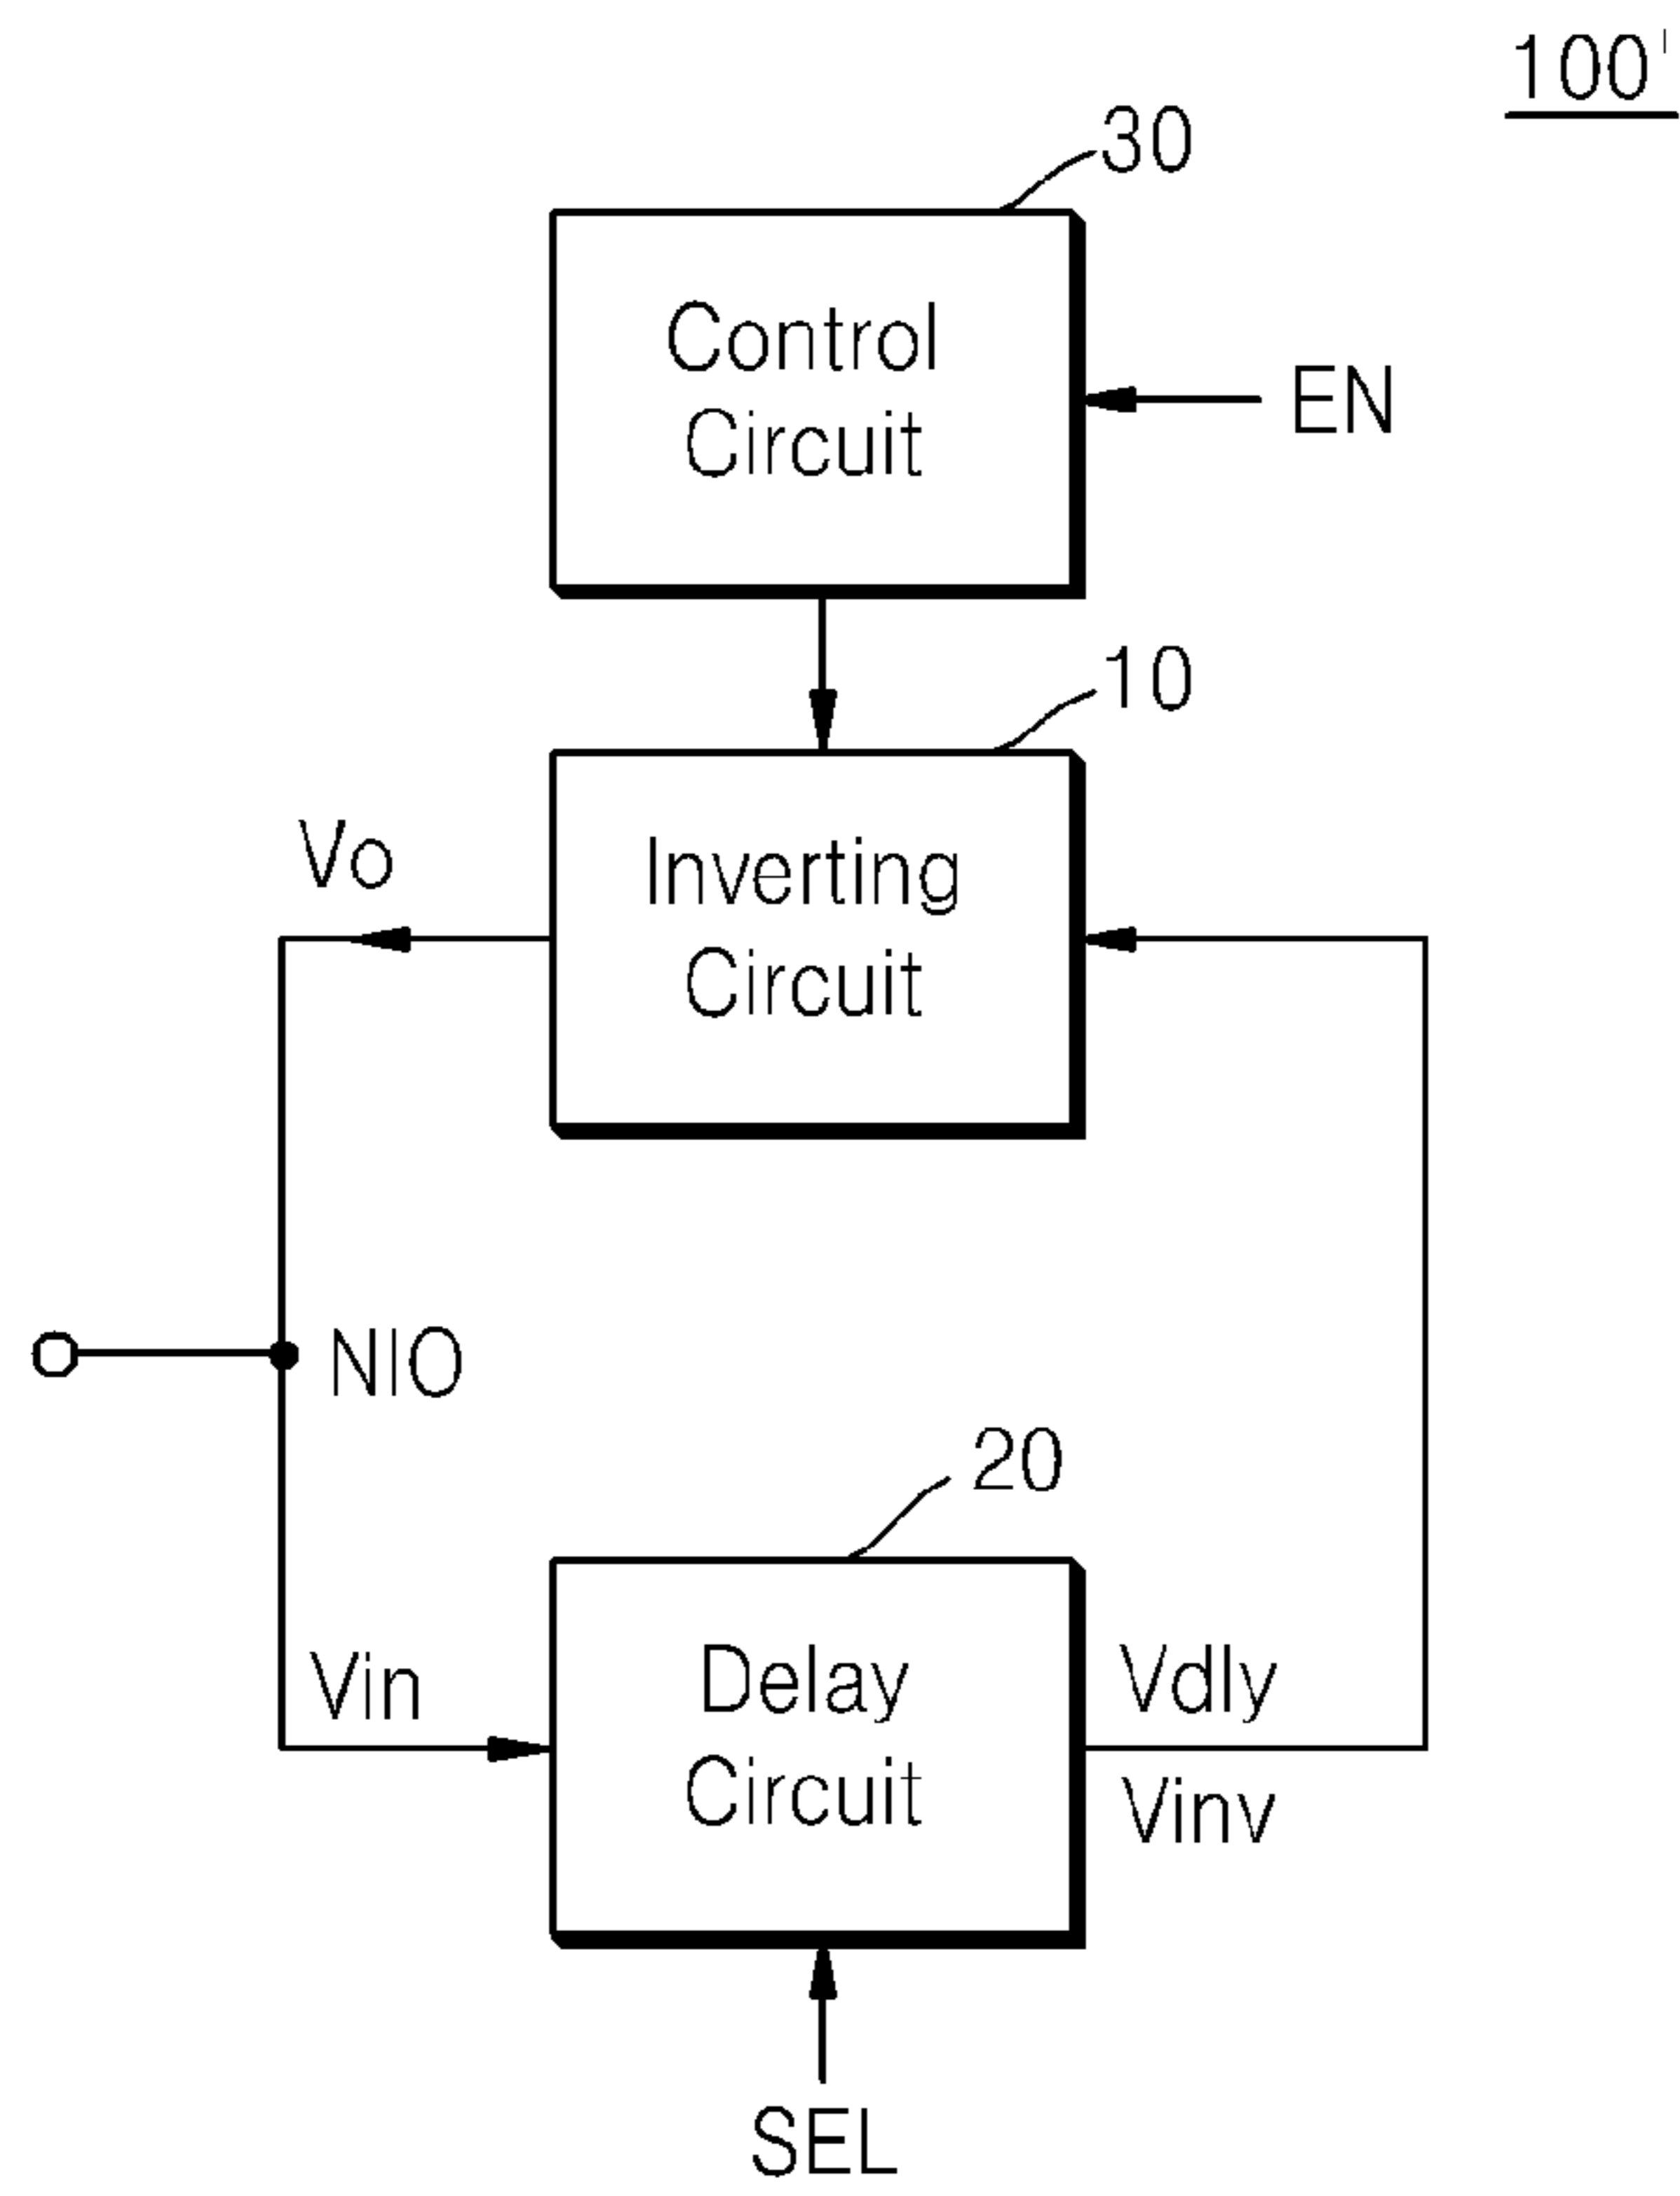 100'
30
Control
Circuit
EN
10
Vo
Inverting
Circuit
NIO
20
Vin
Delay
Circuit
Vdly
Vinv
SEL